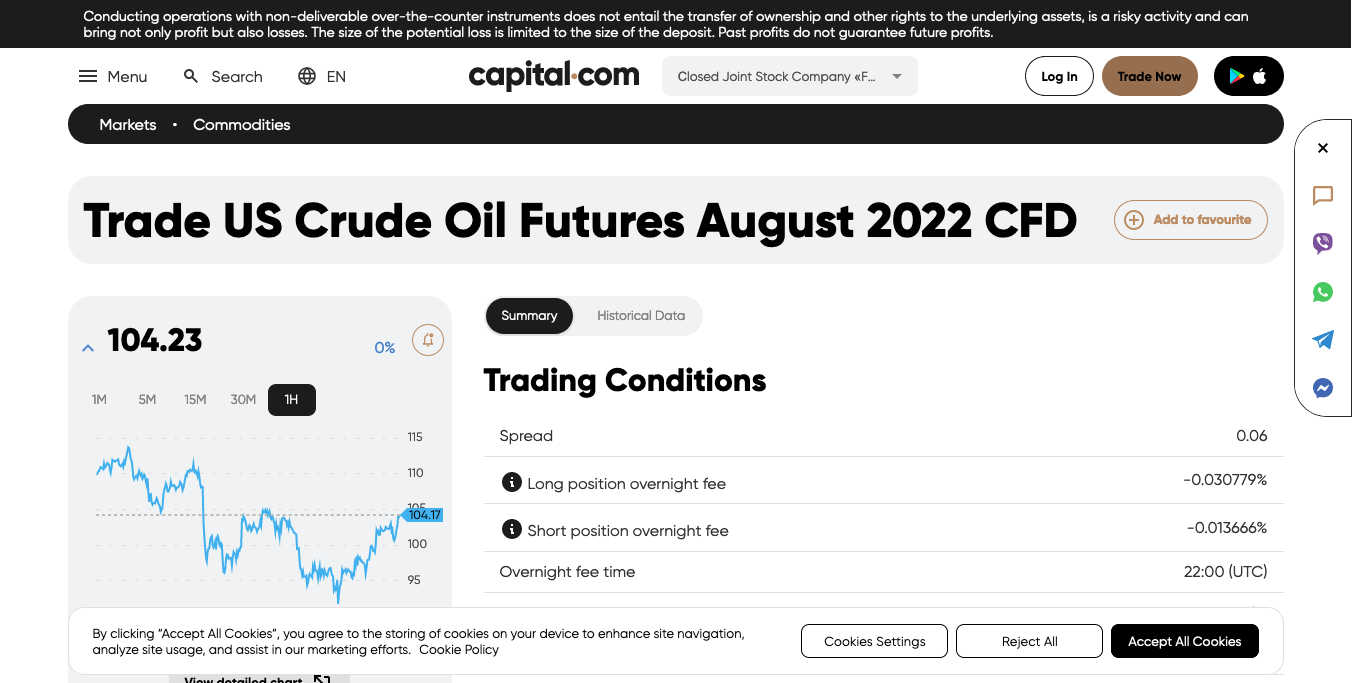 Conducting operations with non-deliverable over-the-counter instruments does not entail the transfer of ownership and other rights to the underlying assets, is a risky activity and can
bring not only profit but also losses. The size of the potential loss is limited to the size of the deposit. Past profits do not guarantee future profits.
Menu
Search
EN
capital.com
Closed Joint Stock Company «F...
Log In
Trade Now
Markets • Commodities
Trade US Crude Oil Futures August 2022 CFD
Add to favourite
104.23
0%
1M 5M 15M 30M 1H
115
110
105
104.17
100
95
View detailed chart
Summary
Historical Data
Trading Conditions
Spread 0.06
Long position overnight fee -0.030779%
Short position overnight fee -0.013666%
Overnight fee time 22:00 (UTC)
By clicking “Accept All Cookies”, you agree to the storing of cookies on your device to enhance site navigation,
analyze site usage, and assist in our marketing efforts. Cookie Policy
Cookies Settings
Reject All
Accept All Cookies